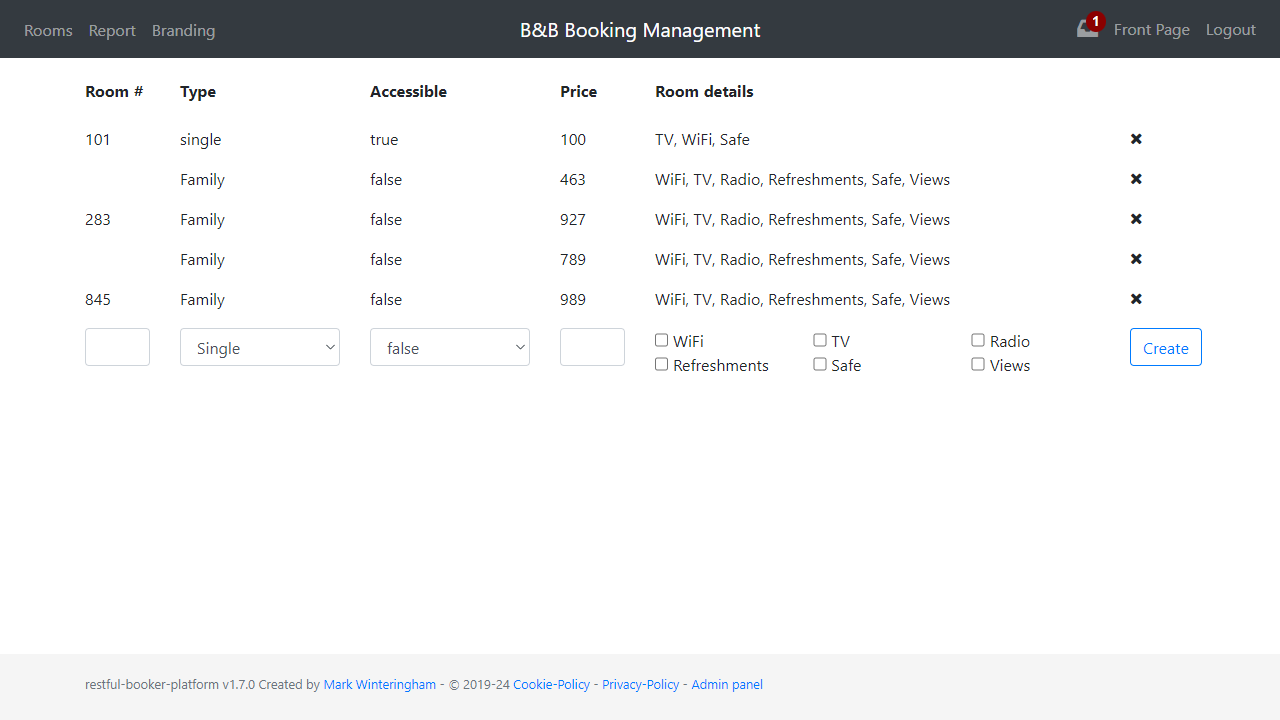 Rooms Report Branding B&B Booking Management 1 Front Page Logout
Room # Type Accessible Price Room details
101 single true 100 TV, WiFi, Safe
Family false 463 WiFi, TV, Radio, Refreshments, Safe, Views
283 Family false 927 WiFi, TV, Radio, Refreshments, Safe, Views
Family false 789 WiFi, TV, Radio, Refreshments, Safe, Views
845 Family false 989 WiFi, TV, Radio, Refreshments, Safe, Views
Single false WiFi TV Radio Create
Refreshments Safe Views
restful-booker-platform v1.7.0 Created by Mark Winteringham - © 2019-24 Cookie-Policy - Privacy-Policy - Admin panel